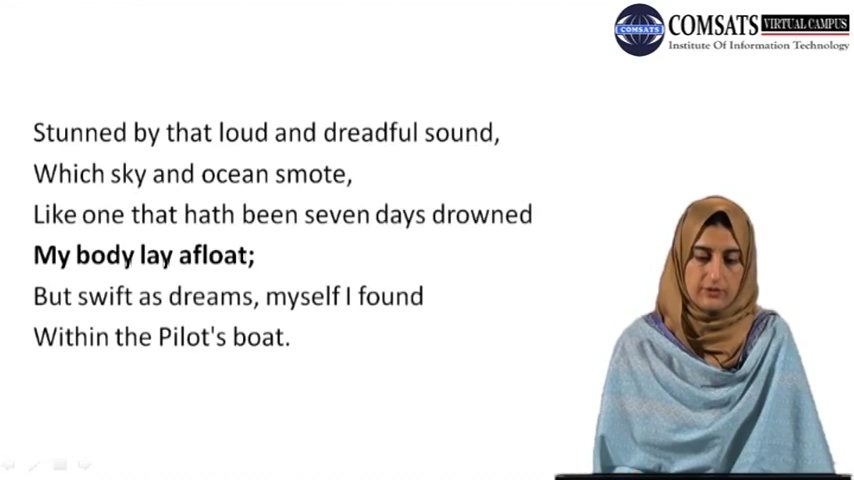 COMSATS VIRTUAL CAMPUS
Institute Of Information Technology
COMSATS
Stunned by that loud and dreadful sound,
Which sky and ocean smote,
Like one that hath been seven days drowned
My body lay afloat;
But swift as dreams, myself I found
Within the Pilot's boat.